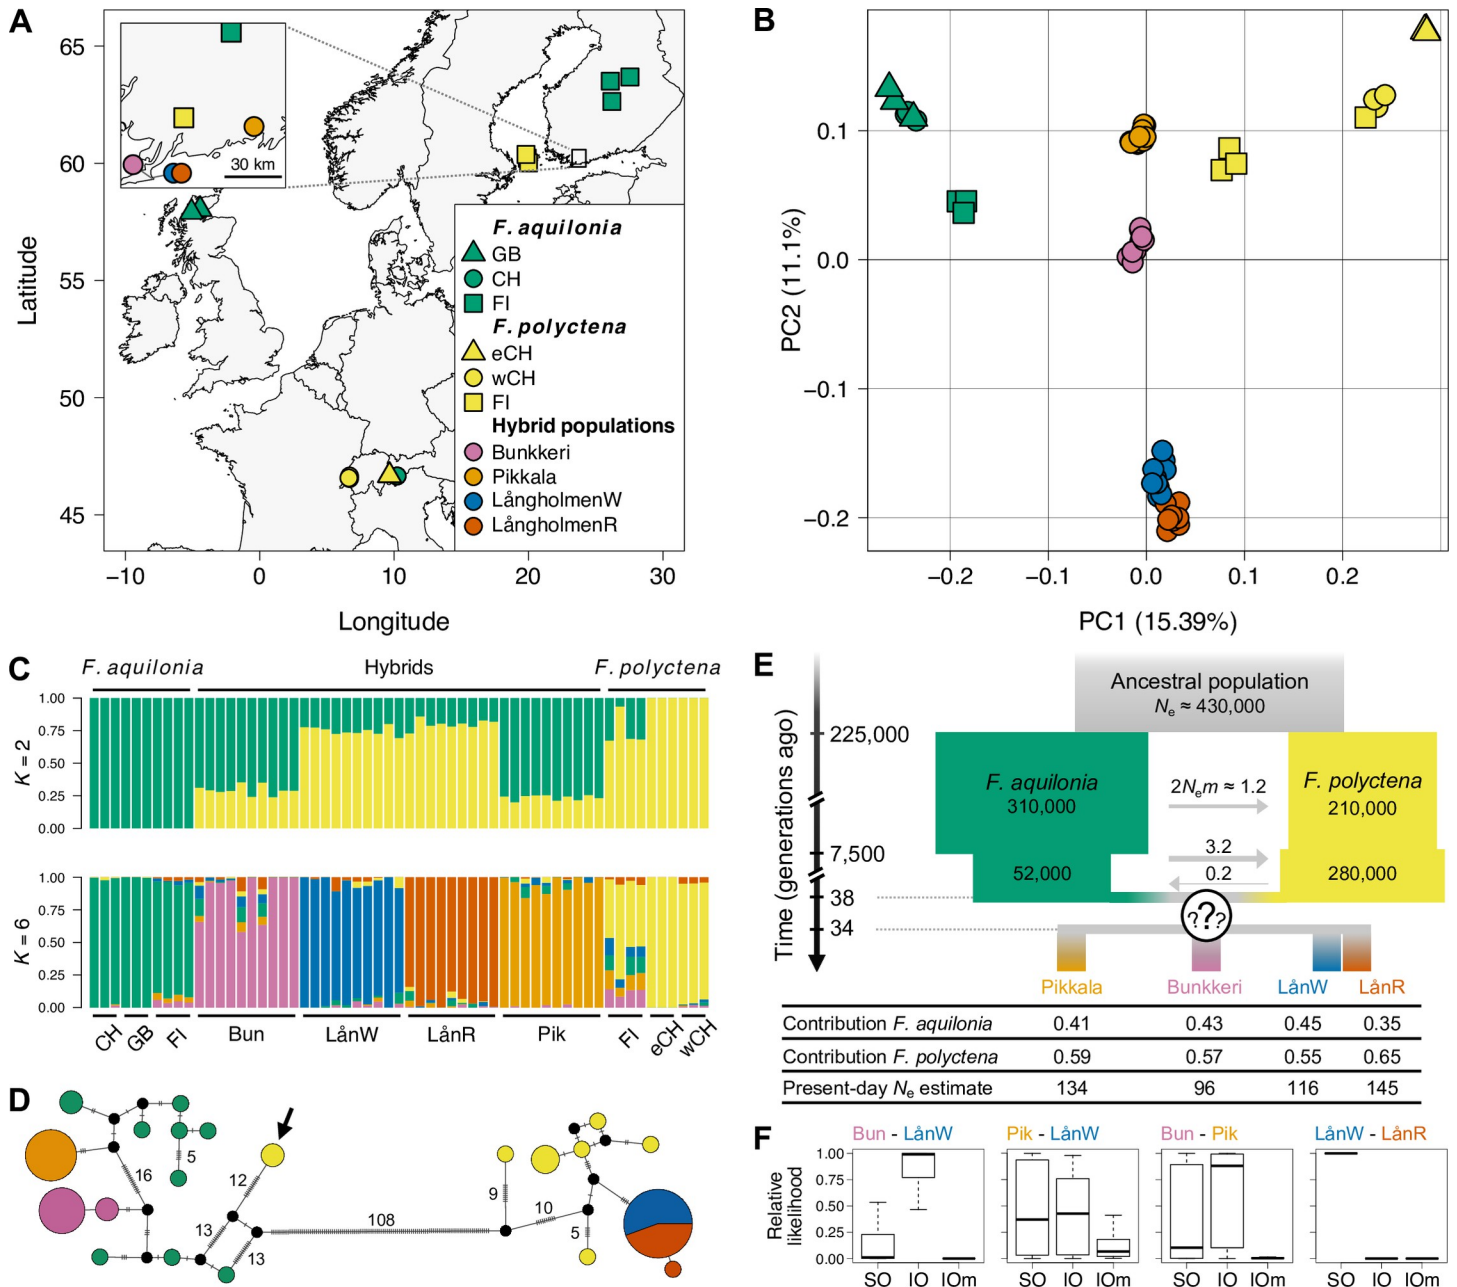 A
65
60
55
50
45
Latitude
−10
0
10
20
30
Longitude
30 km
F. aquilonia
GB
CH
FI
F. polyctena
eCH
wCH
FI
Hybrid populations
Bunkkeri
Pikkala
LångholmenW
LångholmenR
B
0.1
0.0
−0.1
−0.2
PC2 (11.1%)
−0.2
−0.1
0.0
0.1
0.2
PC1 (15.39%)
C
F. aquilonia
Hybrids
F. polyctena
1.00
0.75
0.50
0.25
0.00
K = 2
1.00
0.75
0.50
0.25
0.00
K = 6
CH
GB
FI
Bun
LånW
LånR
Pik
FI
eCH
wCH
D
16
5
12
13
13
108
9
10
5
E
Time (generations ago)
225,000
7,500
38
34
Ancestral population
Ne ≈ 430,000
F. aquilonia
310,000
2Nem ≈ 1.2
F. polyctena
210,000
52,000
3.2
0.2
280,000
???
Pikkala Bunkkeri LånW LånR
Contribution F. aquilonia 0.41 0.43 0.45 0.35
Contribution F. polyctena 0.59 0.57 0.55 0.65
Present-day Ne estimate 134 96 116 145
F
Bun - LånW
Pik - LånW
Bun - Pik
LånW - LånR
Relative
likelihood
1.00
0.75
0.50
0.25
0.00
SO IO IOm
SO IO IOm
SO IO IOm
SO IO IOm